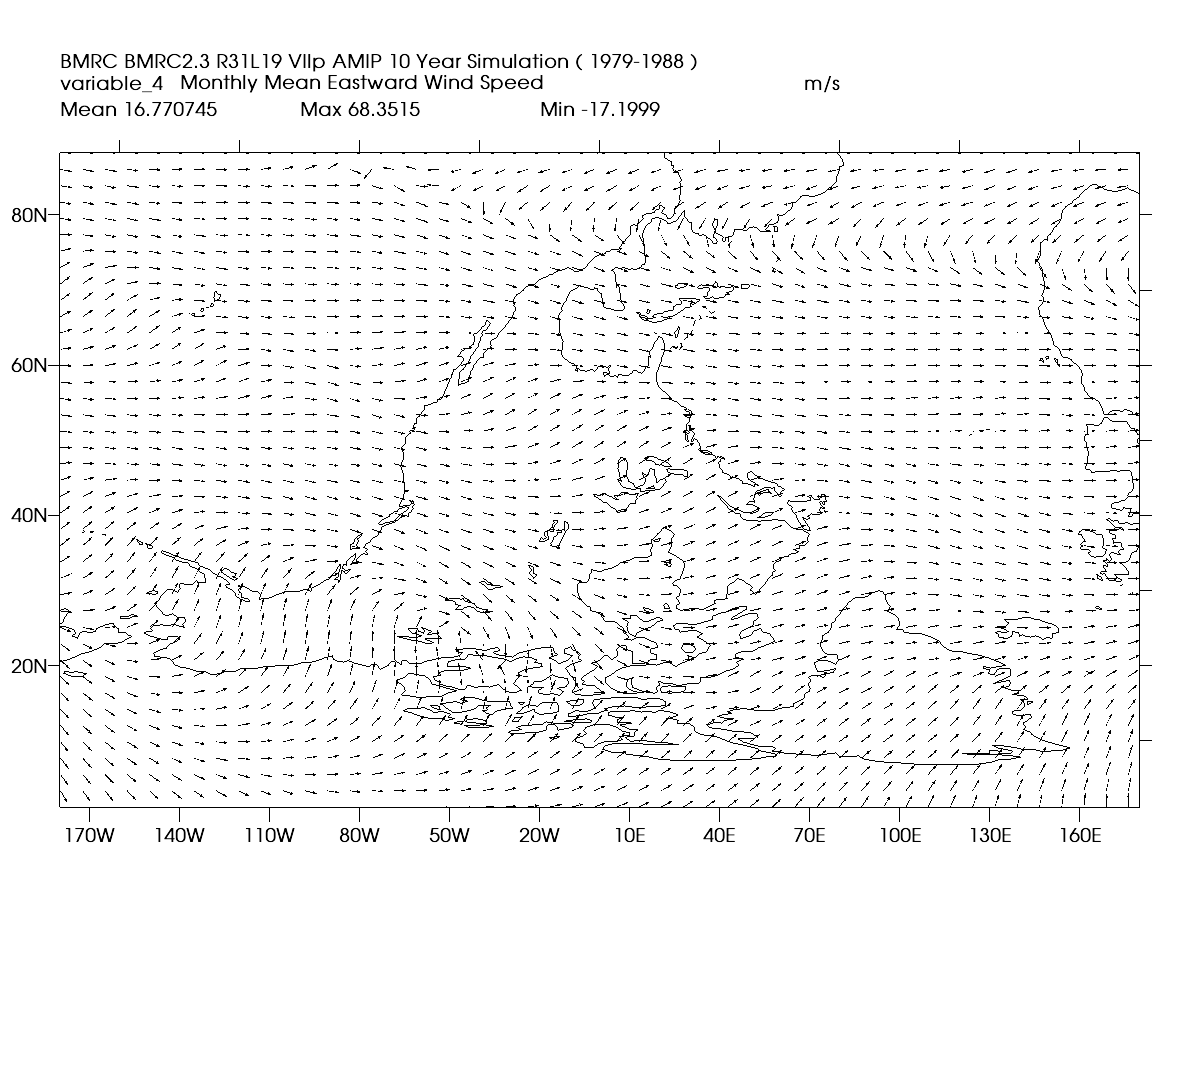 BMRC BMRC2.3 R31L19 VIIp AMIP 10 Year Simulation ( 1979-1988 )
variable_4 Monthly Mean Eastward Wind Speed m/s
Mean 16.770745 Max 68.3515 Min -17.1999
80N
60N
40N
20N
170W 140W 110W 80W 50W 20W 10E 40E 70E 100E 130E 160E